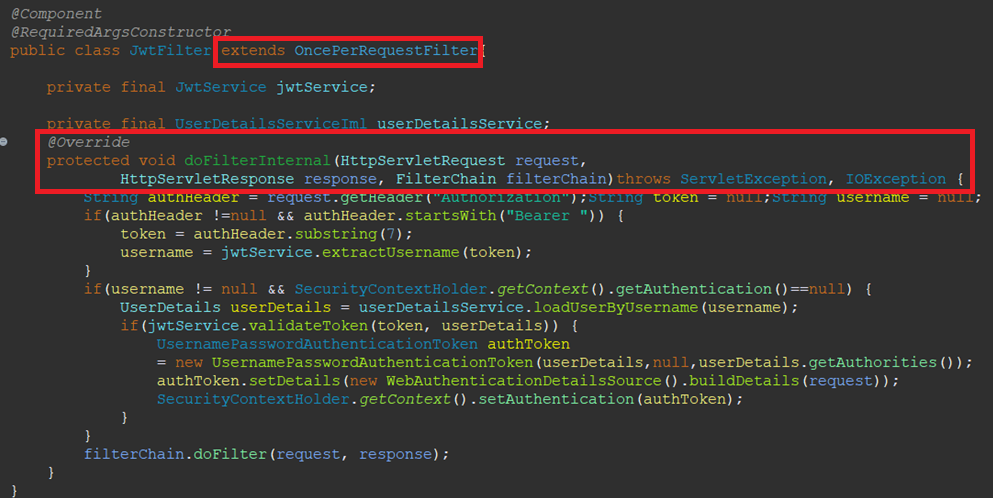 @Component
@RequiredArgsConstructor
public class JwtFilter extends OncePerRequestFilter{
private final JwtService jwtService;
private final UserDetailsServiceIml userDetailsService;
@Override
protected void doFilterInternal(HttpServletRequest request,
HttpServletResponse response, FilterChain filterChain)throws ServletException, IOException {
String authHeader = request.getHeader("Authorization");String token = null;String username = null;
if(authHeader !=null && authHeader.startsWith("Bearer ")) {
token = authHeader.substring(7);
username = jwtService.extractUsername(token);
}
if(username != null && SecurityContextHolder.getContext().getAuthentication()==null) {
UserDetails userDetails = userDetailsService.loadUserByUsername(username);
if(jwtService.validateToken(token, userDetails)) {
UsernamePasswordAuthenticationToken authToken
= new UsernamePasswordAuthenticationToken(userDetails,null,userDetails.getAuthorities());
authToken.setDetails(new WebAuthenticationDetailsSource().buildDetails(request));
SecurityContextHolder.getContext().setAuthentication(authToken);
}
}
filterChain.doFilter(request, response);
}
}